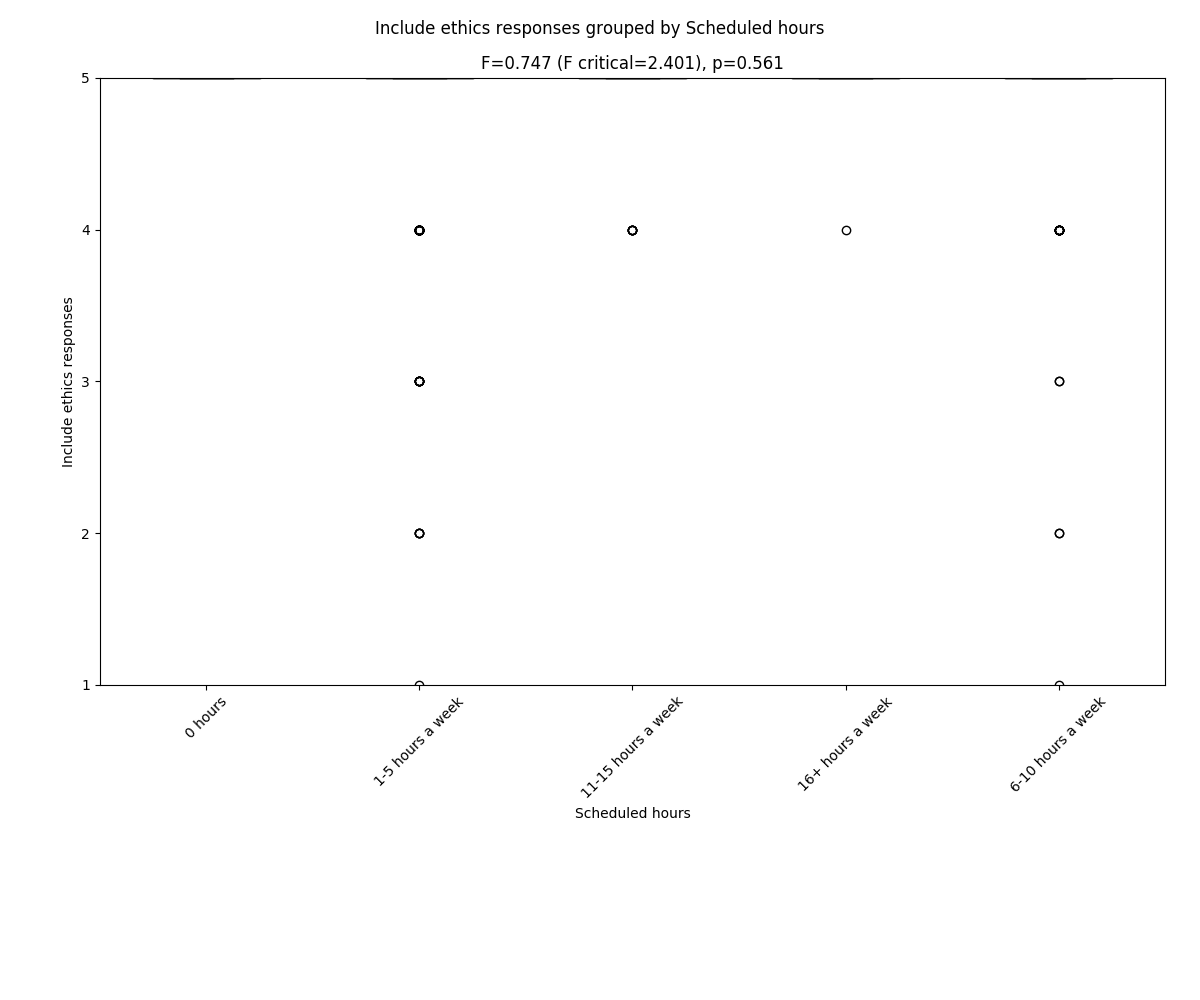 Include ethics responses grouped by Scheduled hours
F=0.747 (F critical=2.401), p=0.561
5
4
3
2
1
Include ethics responses
0 hours
1-5 hours a week
11-15 hours a week
16+ hours a week
6-10 hours a week
Scheduled hours